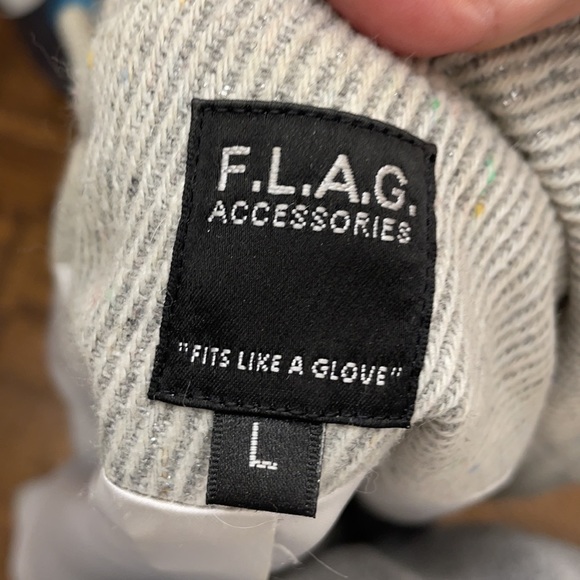 F.L.A.G.
ACCESSORIES
"FITS LIKE A GLOVE"
L